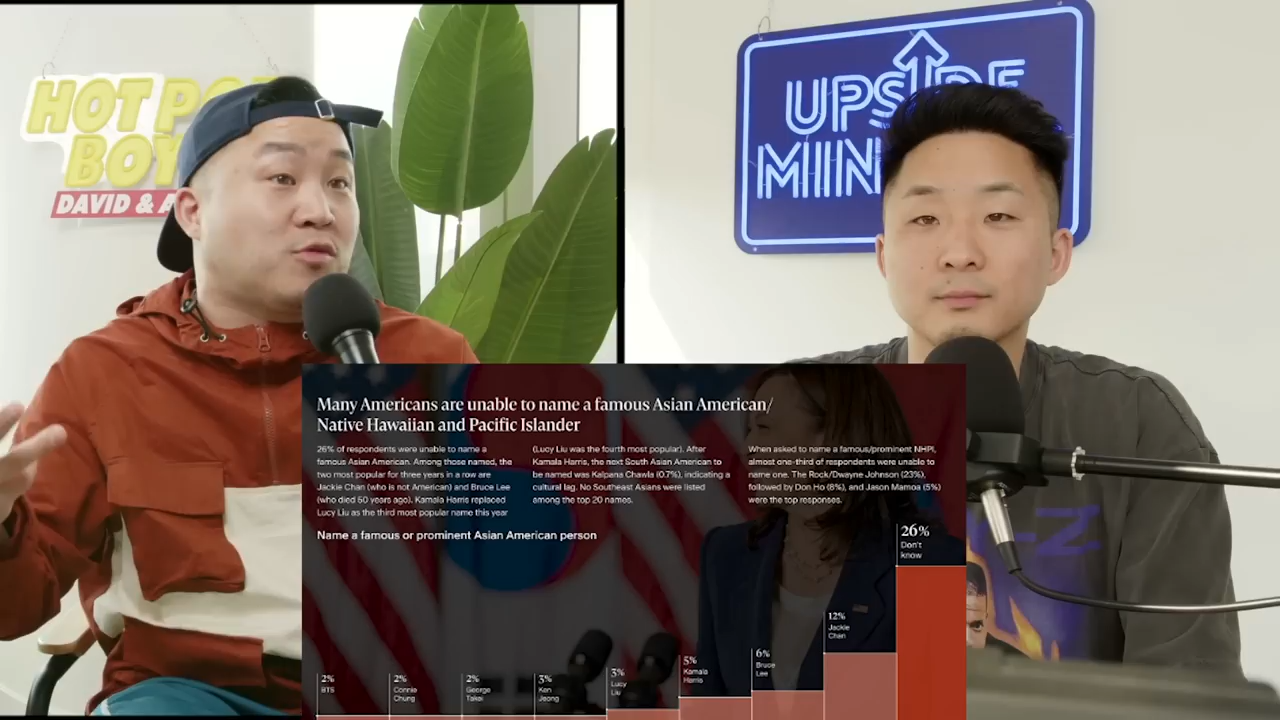 HOT PO
BOY
DAVID & A
UPSIDE
MIN
Many Americans are unable to name a famous Asian American/
Native Hawaiian and Pacific Islander
26% of respondents were unable to name a
famous Asian American. Among those named, the
two most popular for three years in a row are
Jackie Chan (who is not American) and Bruce Lee
(who died 50 years ago). Kamala Harris replaced
Lucy Liu as the third most popular name this year
(Lucy Liu was the fourth most popular). After
Kamala Harris, the next South Asian American to
be named was Kalpana Chawla (0.7%), indicating a
cultural lag. No Southeast Asians were listed
among the top 20 names.
When asked to name a famous/prominent NHPI,
almost one-third of respondents were unable to
name one. The Rock/Dwayne Johnson (23%),
followed by Don Ho (8%), and Jason Mamoa (5%)
were the top responses.
Name a famous or prominent Asian American person
2%
BTS
2%
Connie
Chung
2%
George
Takei
3%
Ken
Jeong
3%
Lucy
Liu
5%
Kamala
Harris
6%
Bruce
Lee
12%
Jackie
Chan
26%
Don't
know
-Z